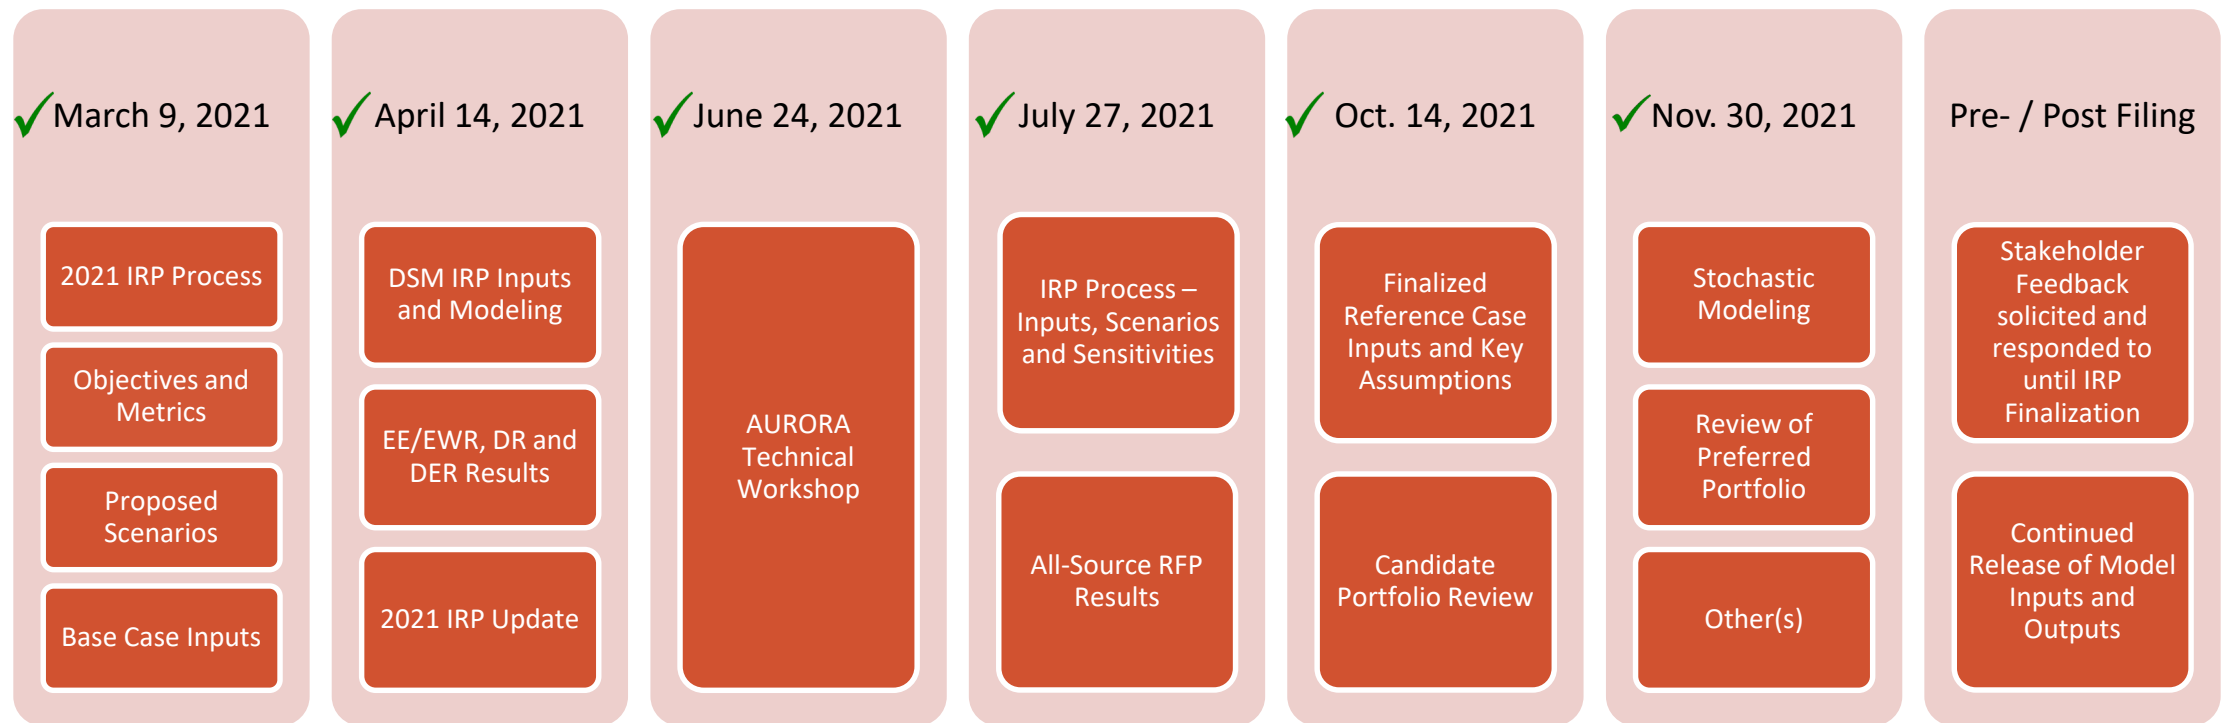 March 9, 2021
2021 IRP Process
Objectives and
Metrics
Proposed
Scenarios
Base Case Inputs
April 14, 2021
DSM IRP Inputs
and Modeling
EE/EWR, DR and
DER Results
2021 IRP Update
June 24, 2021
AURORA
Technical
Workshop
July 27, 2021
IRP Process –
Inputs, Scenarios
and Sensitivities
All-Source RFP
Results
Oct. 14, 2021
Finalized
Reference Case
Inputs and Key
Assumptions
Candidate
Portfolio Review
Nov. 30, 2021
Stochastic
Modeling
Review of
Preferred
Portfolio
Other(s)
Pre- / Post Filing
Stakeholder
Feedback
solicited and
responded to
until IRP
Finalization
Continued
Release of Model
Inputs and
Outputs